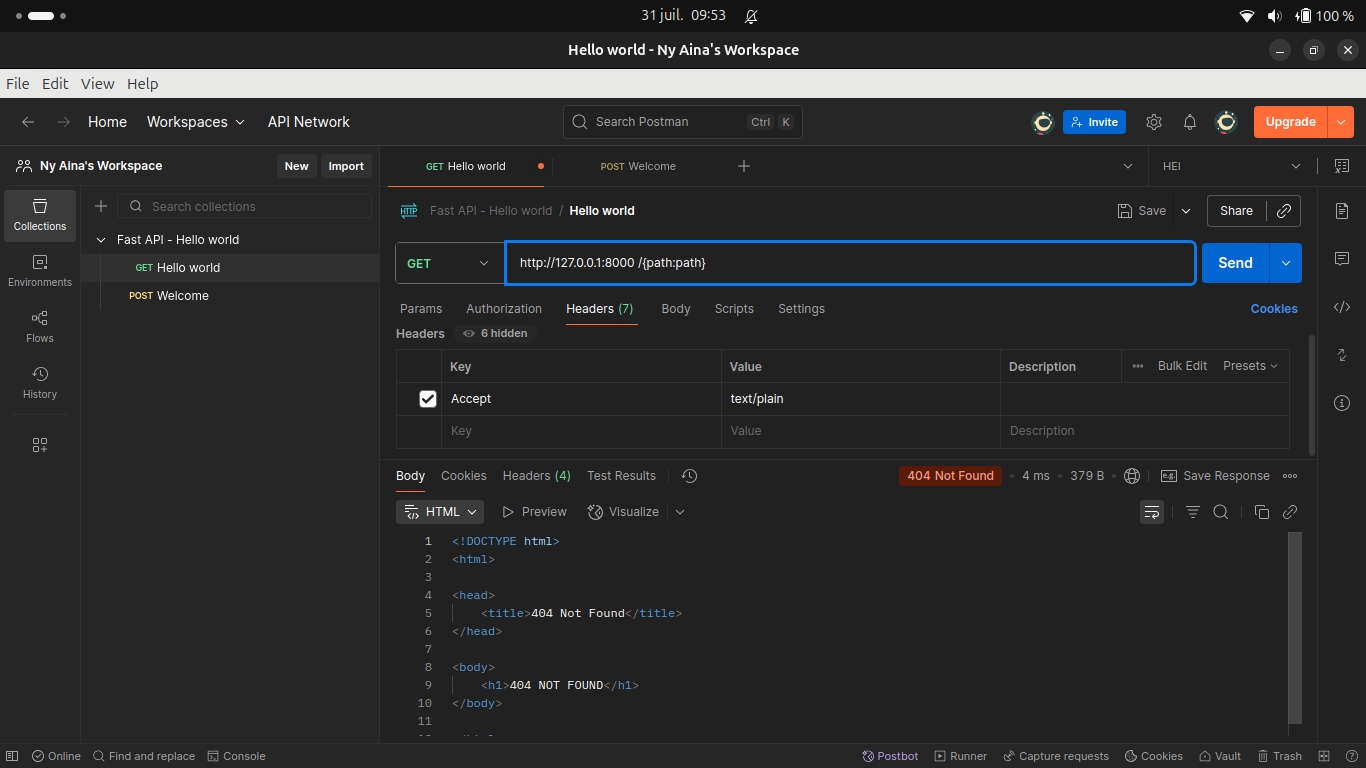 31 juil. 09:53
100 %
Hello world - Ny Aina's Workspace
File Edit View Help
Home Workspaces API Network
Search Postman Ctrl K
Invite
Upgrade
Ny Aina's Workspace New Import
GET Hello world
POST Welcome
HEI
Collections
Environments
Flows
History
Search collections
Fast API - Hello world
GET Hello world
POST Welcome
HTTP Fast API - Hello world / Hello world
Save Share
GET http://127.0.0.1:8000 /{path:path} Send
Params Authorization Headers (7) Body Scripts Settings Cookies
Headers 6 hidden
Key Value Description Bulk Edit Presets
Accept text/plain
Key Value Description
Body Cookies Headers (4) Test Results 404 Not Found 4 ms 379 B e.g. Save Response
HTML Preview Visualize
1 <!DOCTYPE html>
2 <html>
3
4 <head>
5 <title>404 Not Found</title>
6 </head>
7
8 <body>
9 <h1>404 NOT FOUND</h1>
10 </body>
11
Online Find and replace Console Postbot Runner Capture requests Cookies Vault Trash